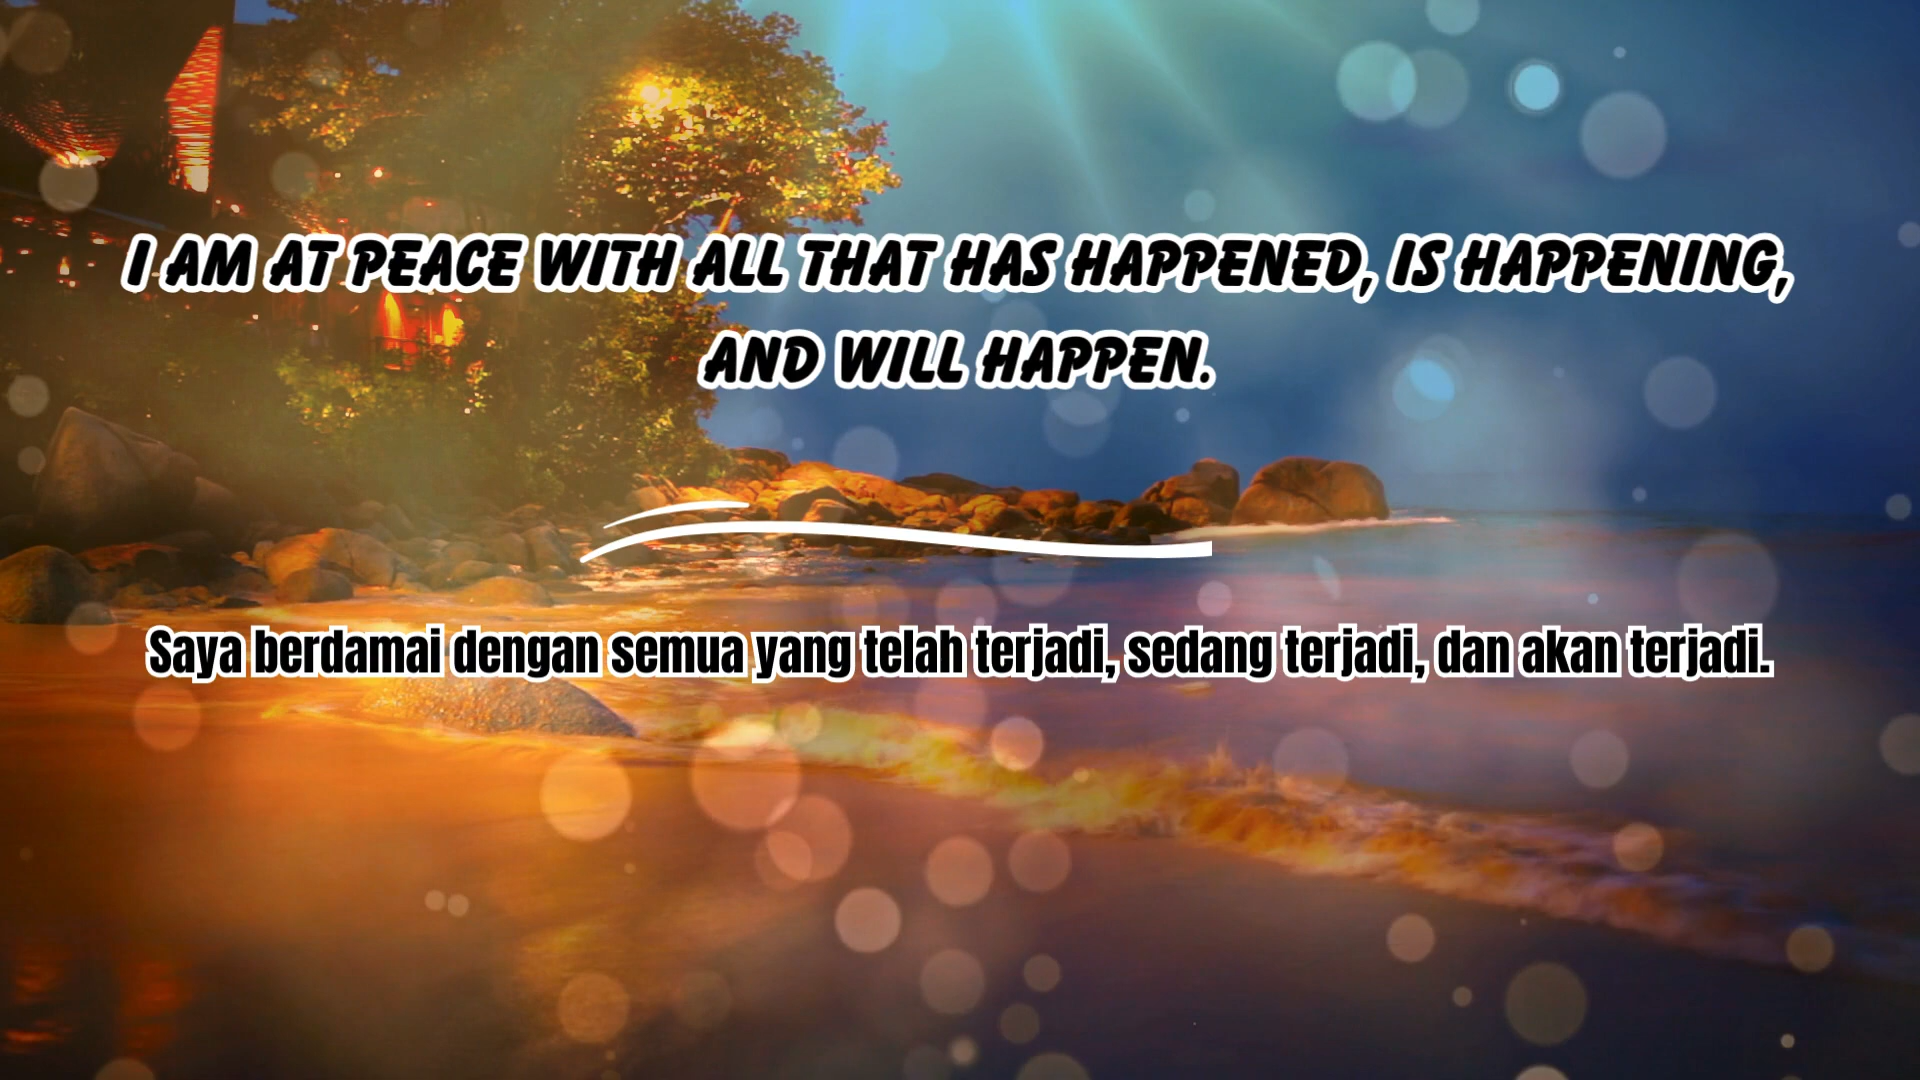 I AM AT PEACE WITH ALL THAT HAS HAPPENED, IS HAPPENING,
AND WILL HAPPEN.
Saya berdamai dengan semua yang telah terjadi, sedang terjadi, dan akan terjadi.